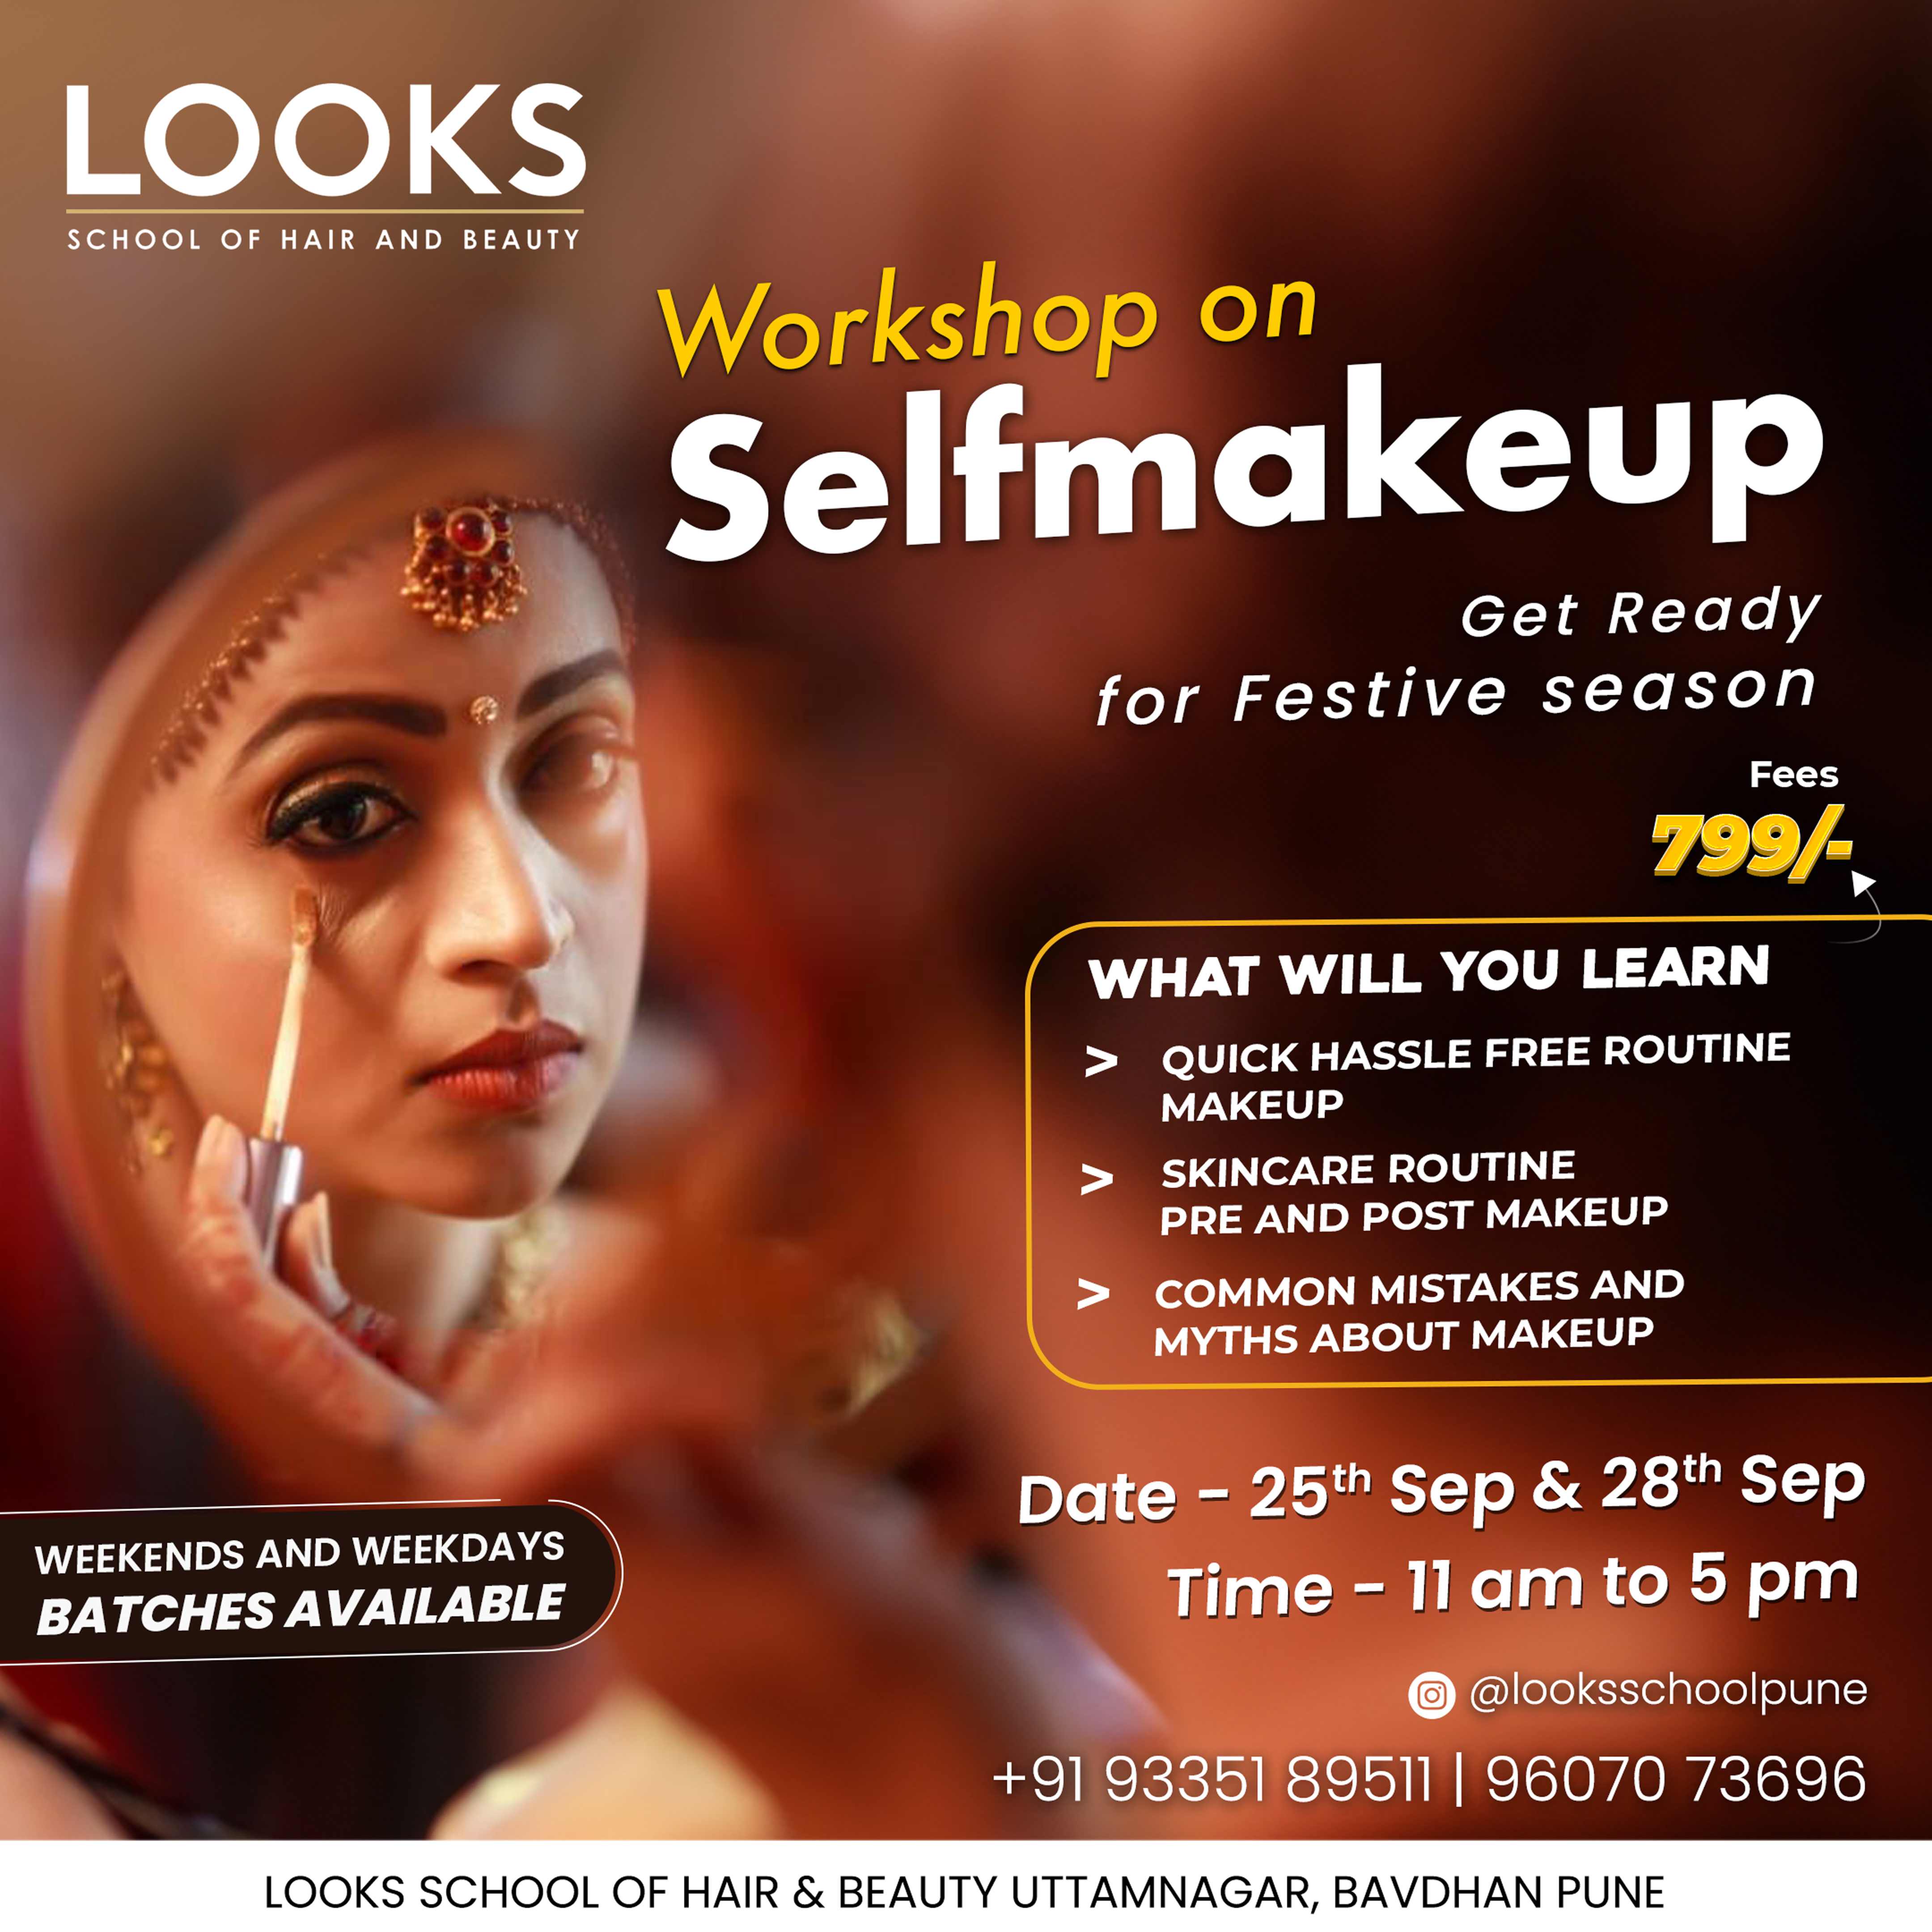 LOOKS
SCHOOL OF HAIR AND BEAUTY
Workshop on
Selfmakeup
Get Ready
for Festive season
Fees
799/-
WHAT WILL YOU LEARN
> QUICK HASSLE FREE ROUTINE
MAKEUP
> SKINCARE ROUTINE
PRE AND POST MAKEUP
> COMMON MISTAKES AND
MYTHS ABOUT MAKEUP
Date - 25th Sep & 28th Sep
Time - 11 am to 5 pm
WEEKENDS AND WEEKDAYS
BATCHES AVAILABLE
@looksschoolpune
+91 93351 89511 | 96070 73696
LOOKS SCHOOL OF HAIR & BEAUTY UTTAMNAGAR, BAVDHAN PUNE